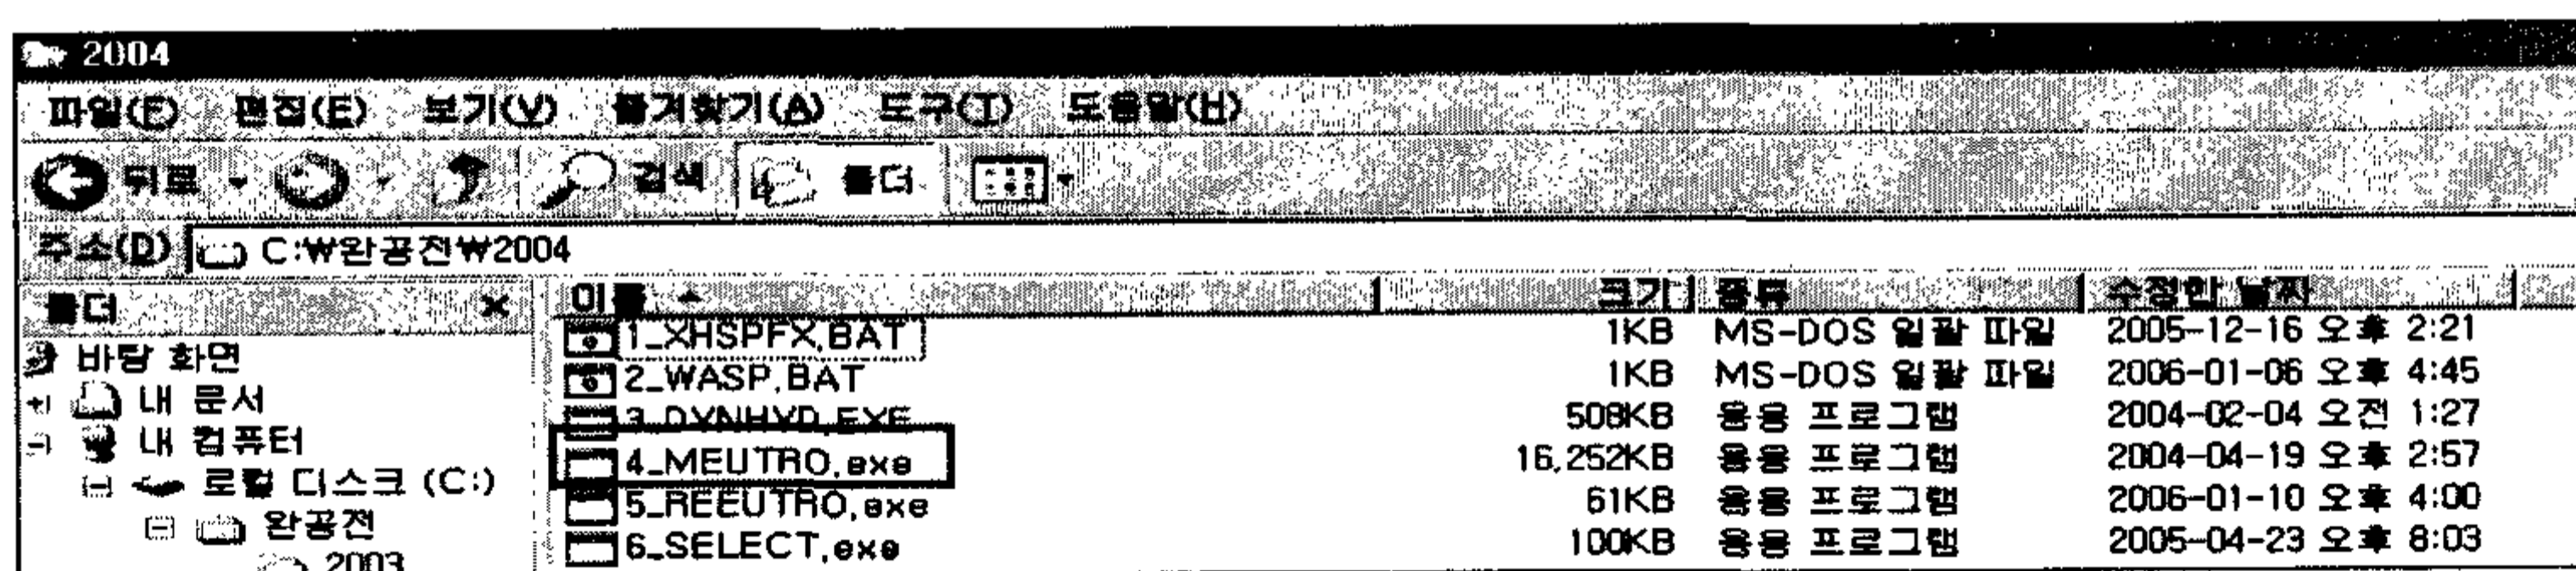 2004
파일(F) 편집(E) 보기(V) 즐겨찾기(A) 도구(T) 도움말(H)
뒤로 검색 폴더
주소(D) C:₩완공전₩2004
폴더 × 이름 크기 종류 수정한 날짜
1_XHSPFX.BAT 1KB MS-DOS 일괄 파일 2005-12-16 오후 2:21
바탕 화면
2_WASP.BAT 1KB MS-DOS 일괄 파일 2006-01-06 오후 4:45
내 문서
3_DYNHYD.EXE 508KB 응용 프로그램 2004-02-04 오전 1:27
내 컴퓨터
4_MEUTRO.exe 16,252KB 응용 프로그램 2004-04-19 오후 2:57
로컬 디스크 (C:)
5_REEUTRO.exe 61KB 응용 프로그램 2006-01-10 오후 4:00
완공전
6_SELECT.exe 100KB 응용 프로그램 2005-04-23 오후 8:03
2003